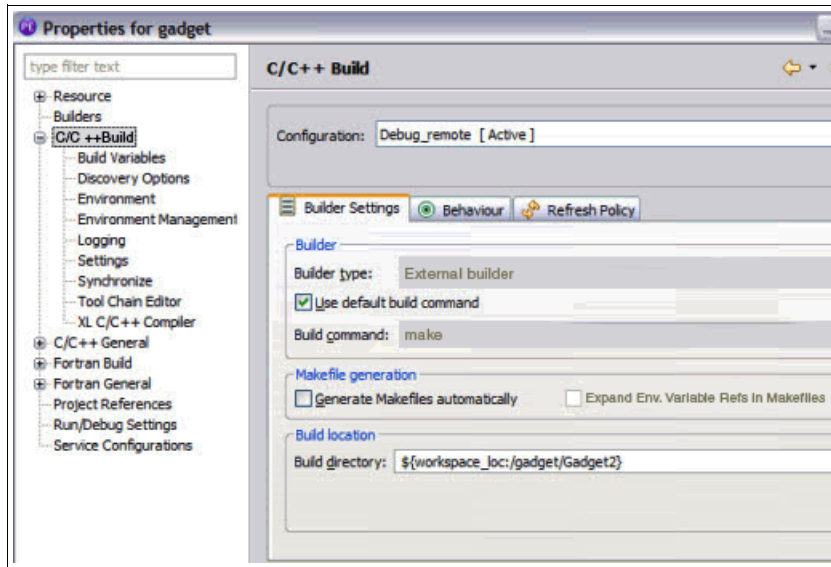 Properties for gadget
type filter text
Resource
Builders
C/C ++Build
Build Variables
Discovery Options
Environment
Environment Management
Logging
Settings
Synchronize
Tool Chain Editor
XL C/C++ Compiler
C/C++ General
Fortran Build
Fortran General
Project References
Run/Debug Settings
Service Configurations
C/C++ Build
Configuration: Debug_remote [ Active ]
Builder Settings Behaviour Refresh Policy
Builder
Builder type: External builder
Use default build command
Build command: make
Makefile generation
Generate Makefiles automatically Expand Env. Variable Refs in Makefiles
Build location
Build directory: ${workspace_loc:/gadget/Gadget2}